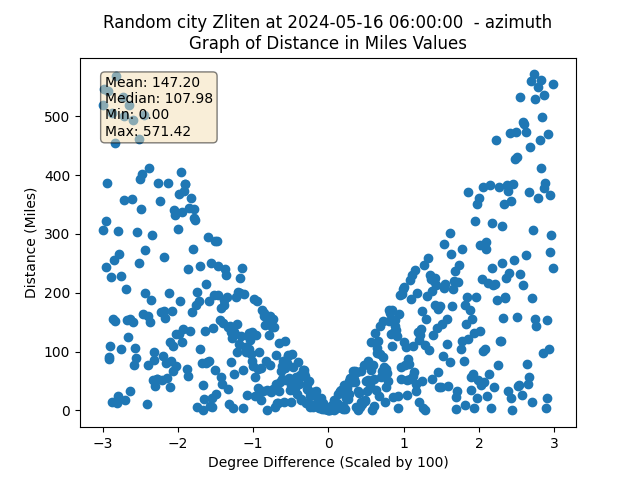 Random city Zliten at 2024-05-16 06:00:00  - azimuth
Graph of Distance in Miles Values
Mean: 147.20
Median: 107.98
Min: 0.00
Max: 571.42
500
400
300
200
100
0
Distance (Miles)
−3 −2 −1 0 1 2 3
Degree Difference (Scaled by 100)